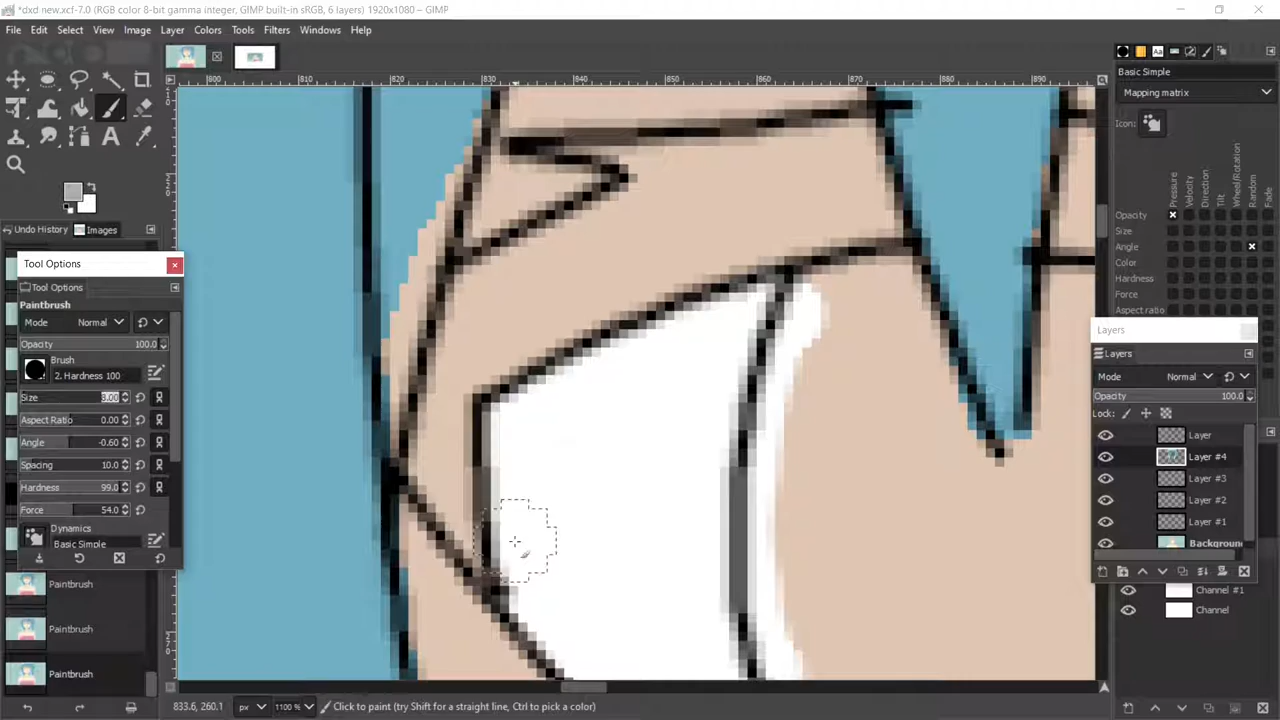 *dxd new.xcf-7.0 (RGB color 8-bit gamma integer, GIMP built-in sRGB, 6 layers) 1920x1080 – GIMP
File Edit Select View Image Layer Colors Tools Filters Windows Help
800 810 820 830 840 850 860 870 880 890
Basic Simple
Mapping matrix
Icon:
Pressure Velocity Direction Tilt Wheel/Rotation Random Fade
Opacity
Size
Angle
Color
Hardness
Force
Aspect ratio
Undo History Images
Tool Options
Tool Options
Paintbrush
Mode Normal
Opacity 100.0
Brush
2. Hardness 100
Size 8.00
Aspect Ratio 0.00
Angle -0.60
Spacing 10.0
Hardness 99.0
Force 54.0
Dynamics
Basic Simple
Paintbrush
Paintbrush
Paintbrush
Layers
Layers
Mode Normal
Opacity 100.0
Lock:
Layer
Layer #4
Layer #3
Layer #2
Layer #1
Background
Channel #1
Channel
833.6, 260.1 px 1100 % Click to paint (try Shift for a straight line, Ctrl to pick a color)